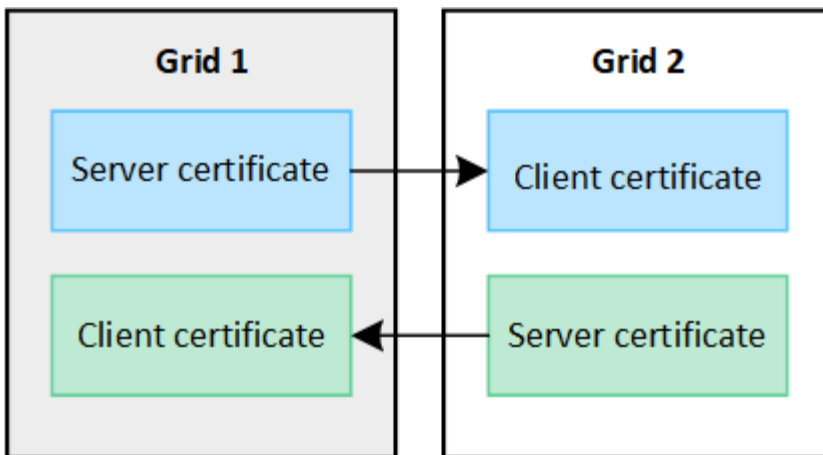 Grid 1
Server certificate
Client certificate
Grid 2
Client certificate
Server certificate